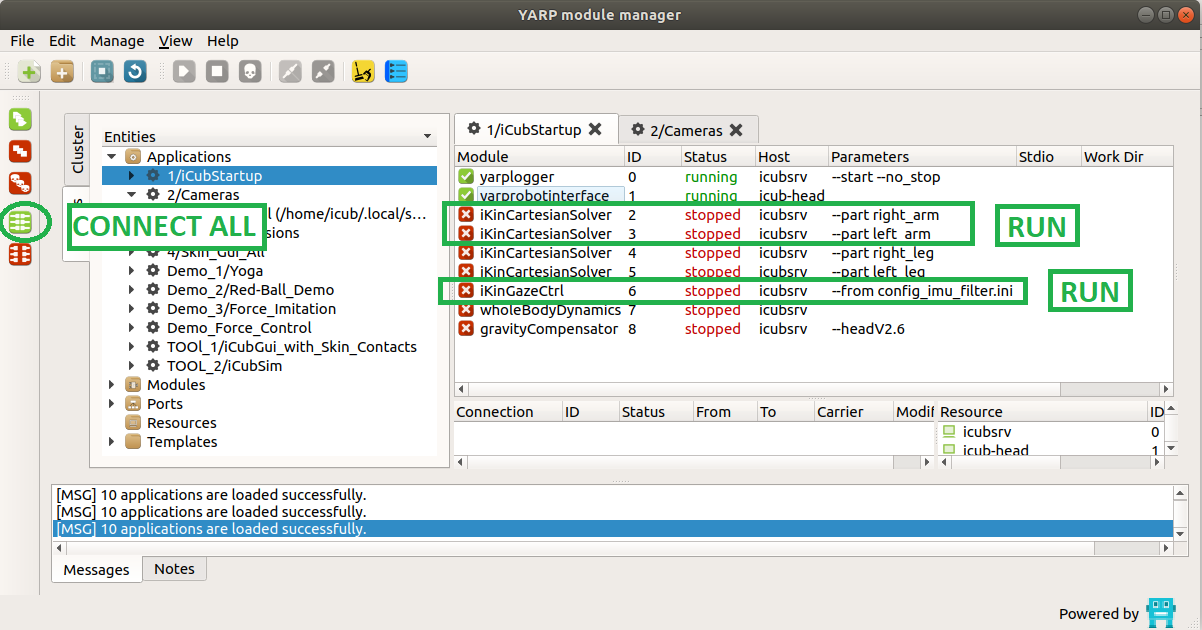 YARP module manager
File Edit Manage View Help
Cluster
Entities
Applications
1/iCubStartup
2/Cameras
l (/home/icub/.local/s...
CONNECT ALL
sions
4/Skin_Gui_All
Demo_1/Yoga
Demo_2/Red-Ball_Demo
Demo_3/Force_Imitation
Demo_Force_Control
TOOl_1/iCubGui_with_Skin_Contacts
TOOL_2/iCubSim
Modules
Ports
Resources
Templates
1/iCubStartup 2/Cameras
Module ID Status Host Parameters Stdio Work Dir
yarplogger 0 running icubsrv --start --no_stop
yarprobotinterface 1 running icub-head
iKinCartesianSolver 2 stopped icubsrv --part right_arm
iKinCartesianSolver 3 stopped icubsrv --part left_arm
RUN
iKinCartesianSolver 4 stopped icubsrv --part right_leg
iKinCartesianSolver 5 stopped icubsrv --part left_leg
iKinGazeCtrl 6 stopped icubsrv --from config_imu_filter.ini
RUN
wholeBodyDynamics 7 stopped icubsrv
gravityCompensator 8 stopped icubsrv --headV2.6
Connection ID Status From To Carrier Modif
Resource ID
icubsrv 0
icub-head 1
[MSG] 10 applications are loaded successfully.
[MSG] 10 applications are loaded successfully.
[MSG] 10 applications are loaded successfully.
Messages Notes
Powered by